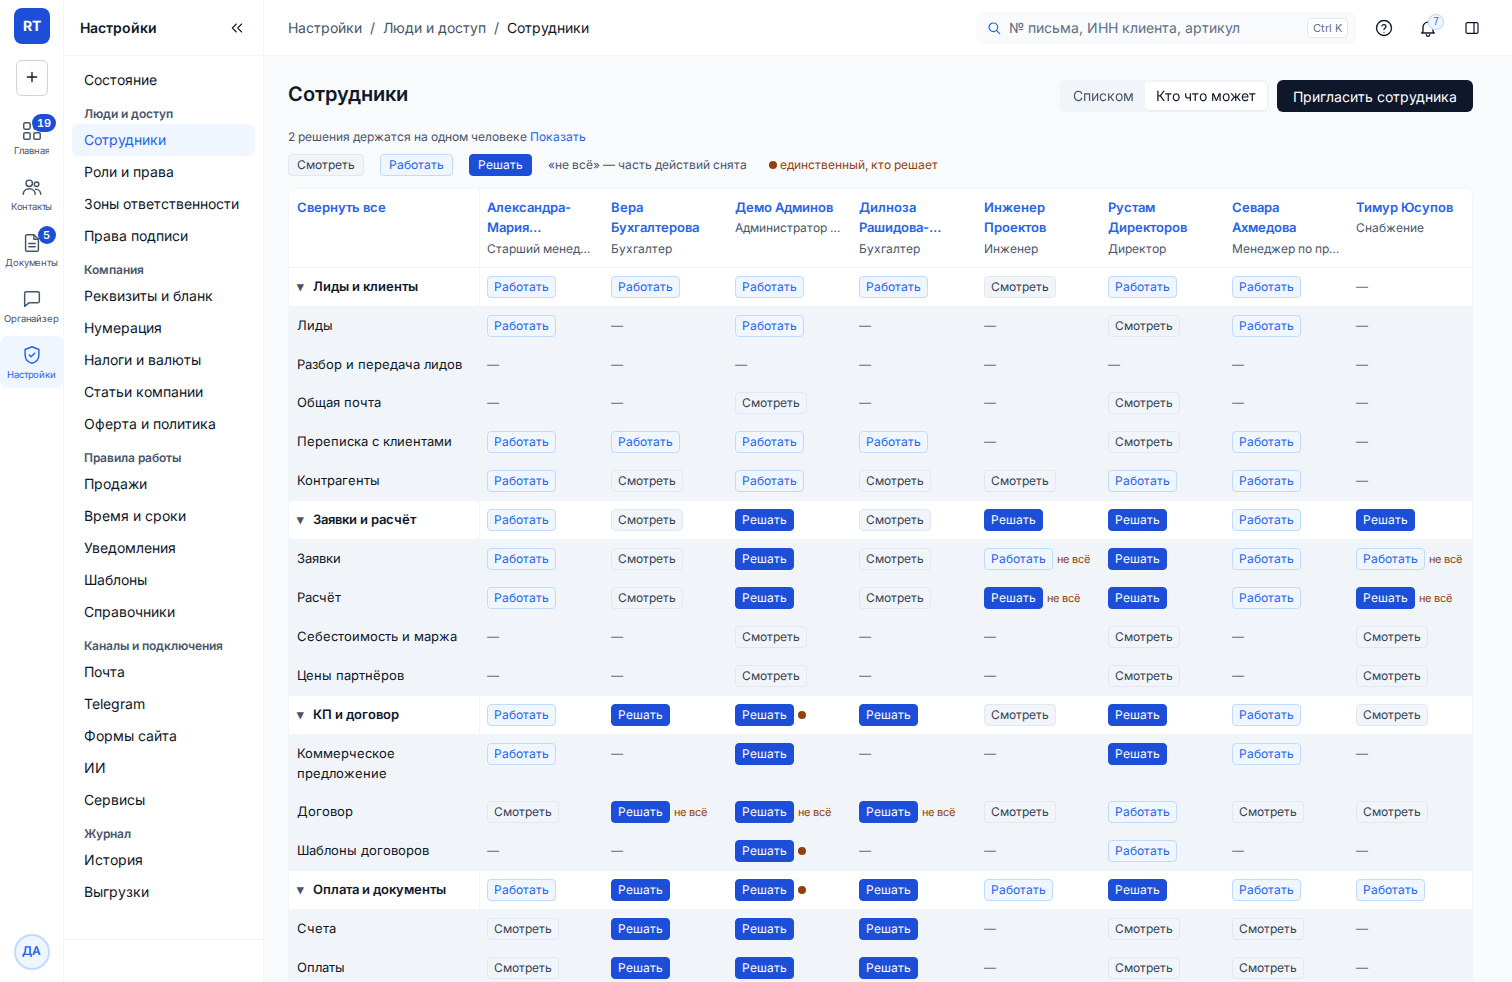 RT
Настройки
Настройки / Люди и доступ / Сотрудники
№ письма, ИНН клиента, артикул
Ctrl K
7
19
Главная
Контакты
5
Документы
Органайзер
Настройки
ДА
Состояние
Люди и доступ
Сотрудники
Роли и права
Зоны ответственности
Права подписи
Компания
Реквизиты и бланк
Нумерация
Налоги и валюты
Статьи компании
Оферта и политика
Правила работы
Продажи
Время и сроки
Уведомления
Шаблоны
Справочники
Каналы и подключения
Почта
Telegram
Формы сайта
ИИ
Сервисы
Журнал
История
Выгрузки
Сотрудники
Списком
Кто что может
Пригласить сотрудника
2 решения держатся на одном человеке Показать
Смотреть Работать Решать «не всё» — часть действий снята единственный, кто решает
Свернуть все
Александра-Мария...
Старший менед...
Вера Бухгалтерова
Бухгалтер
Демо Админов
Администратор ...
Дилноза Рашидова-...
Бухгалтер
Инженер Проектов
Инженер
Рустам Директоров
Директор
Севара Ахмедова
Менеджер по пр...
Тимур Юсупов
Снабжение
▾ Лиды и клиенты Работать Работать Работать Работать Смотреть Работать Работать —
Лиды Работать — Работать — — Смотреть Работать —
Разбор и передача лидов — — — — — — — —
Общая почта — — Смотреть — — Смотреть — —
Переписка с клиентами Работать Работать Работать Работать — Смотреть Работать —
Контрагенты Работать Смотреть Работать Смотреть Смотреть Работать Работать —
▾ Заявки и расчёт Работать Смотреть Решать Смотреть Решать Решать Работать Решать
Заявки Работать Смотреть Решать Смотреть Работать не всё Решать Работать Работать не всё
Расчёт Работать Смотреть Решать Смотреть Решать не всё Решать Работать Решать не всё
Себестоимость и маржа — — Смотреть — — Смотреть — Смотреть
Цены партнёров — — Смотреть — — Смотреть — Смотреть
▾ КП и договор Работать Решать Решать Решать Смотреть Решать Работать Смотреть
Коммерческое предложение Работать — Решать — — Решать Работать —
Договор Смотреть Решать не всё Решать не всё Решать не всё Смотреть Работать Смотреть Смотреть
Шаблоны договоров — — Решать — — Работать — —
▾ Оплата и документы Работать Решать Решать Решать Работать Решать Работать Работать
Счета Смотреть Решать Решать Решать — Смотреть Смотреть —
Оплаты Смотреть Решать Решать Решать — Смотреть Смотреть —